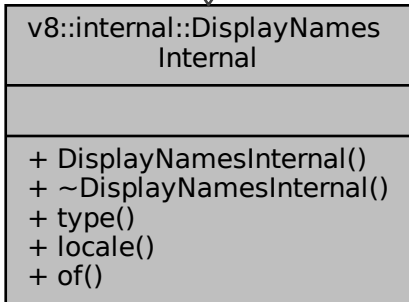 v8::internal::DisplayNames
Internal
+ DisplayNamesInternal()
+ ~DisplayNamesInternal()
+ type()
+ locale()
+ of()